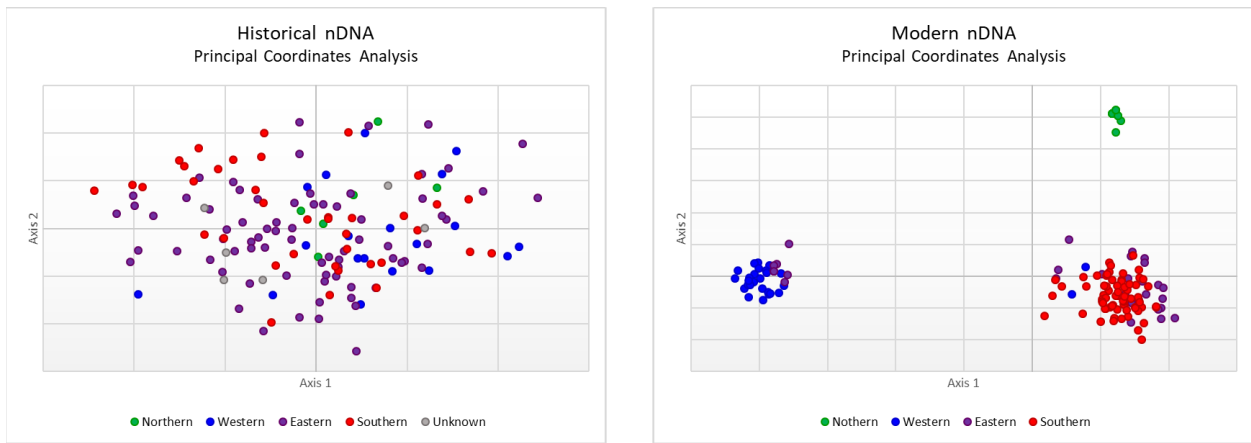 Historical nDNA
Principal Coordinates Analysis
Axis 2
Axis 1
Northern Western Eastern Southern Unknown
Modern nDNA
Principal Coordinates Analysis
Axis 2
Axis 1
Nothern Western Eastern Southern